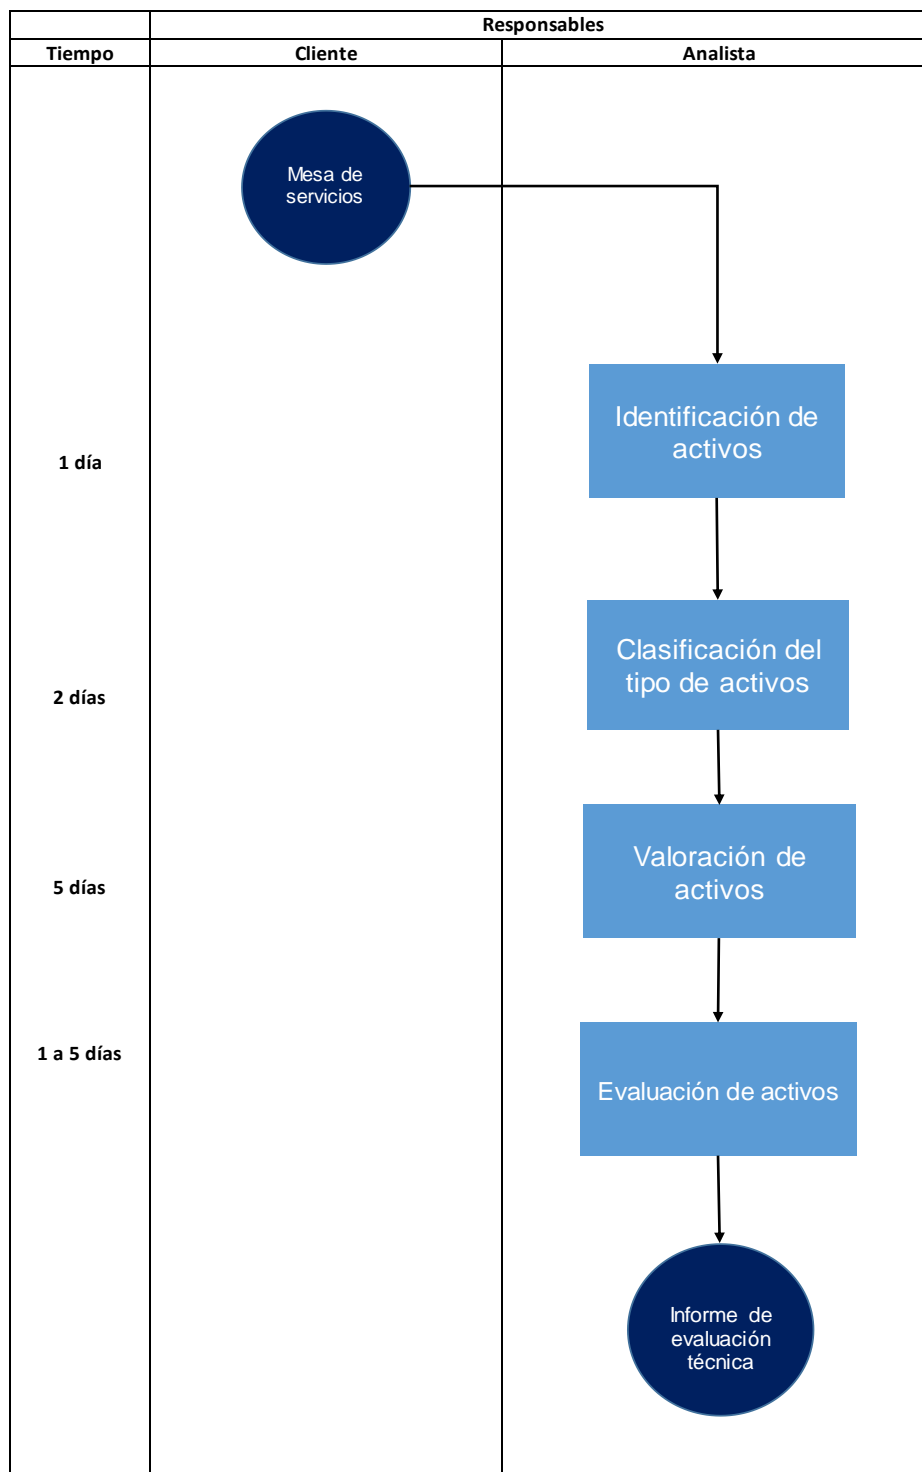 Responsables
Tiempo
Cliente
Analista
Mesa de
servicios
Identificación de
activos
1 día
Clasificación del
tipo de activos
2 días
Valoración de
activos
5 días
1 a 5 días
Evaluación de activos
Informe de
evaluación
técnica